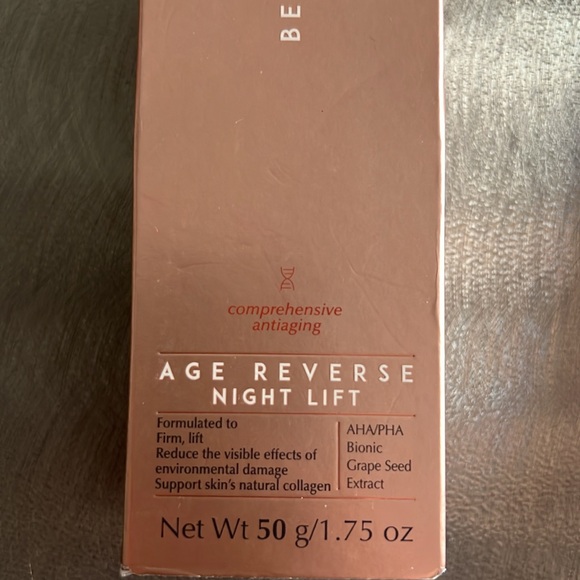 BE
comprehensive
antiaging
AGE REVERSE
NIGHT LIFT
Formulated to
Firm, lift
Reduce the visible effects of
environmental damage
Support skin's natural collagen
AHA/PHA
Bionic
Grape Seed
Extract
Net Wt 50 g/1.75 oz